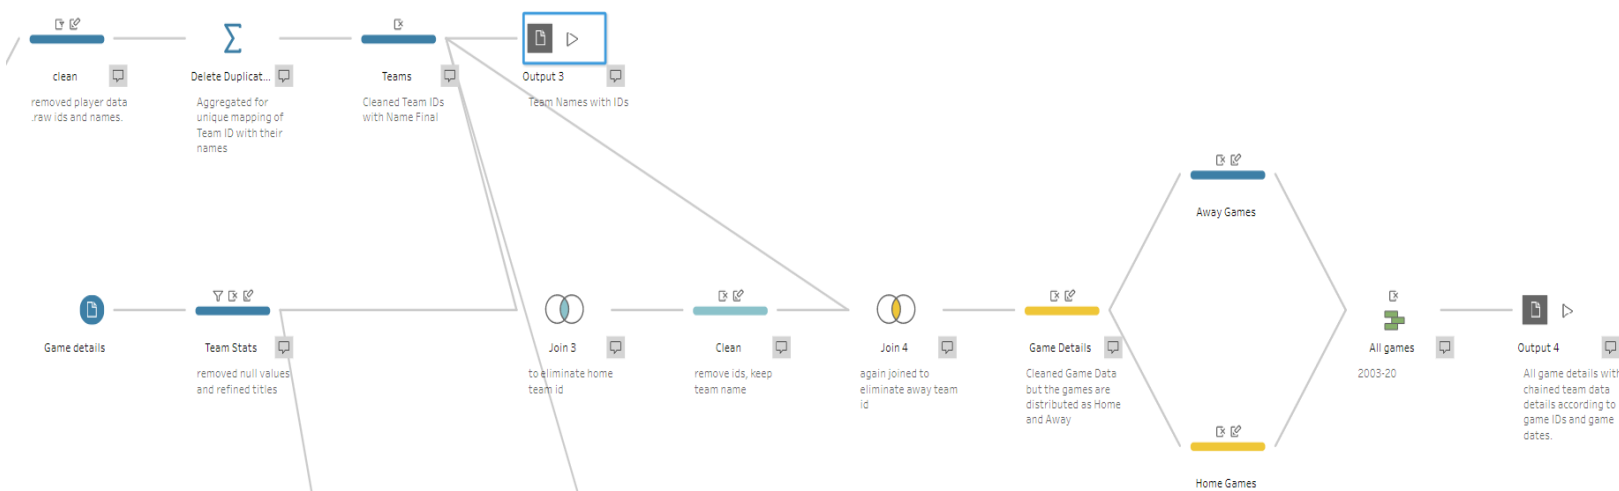 clean
removed player data
.raw ids and names.
Delete Duplicat...
Aggregated for
unique mapping of
Team ID with their
names
Teams
Cleaned Team IDs
with Name Final
Output 3
Team Names with IDs
Away Games
Game details
Team Stats
removed null values
and refined titles
Join 3
to eliminate home
team id
Clean
remove ids, keep
team name
Join 4
again joined to
eliminate away team
id
Game Details
Cleaned Game Data
but the games are
distributed as Home
and Away
All games
2003-20
Output 4
All game details with
chained team data
details according to
game IDs and game
dates.
Home Games